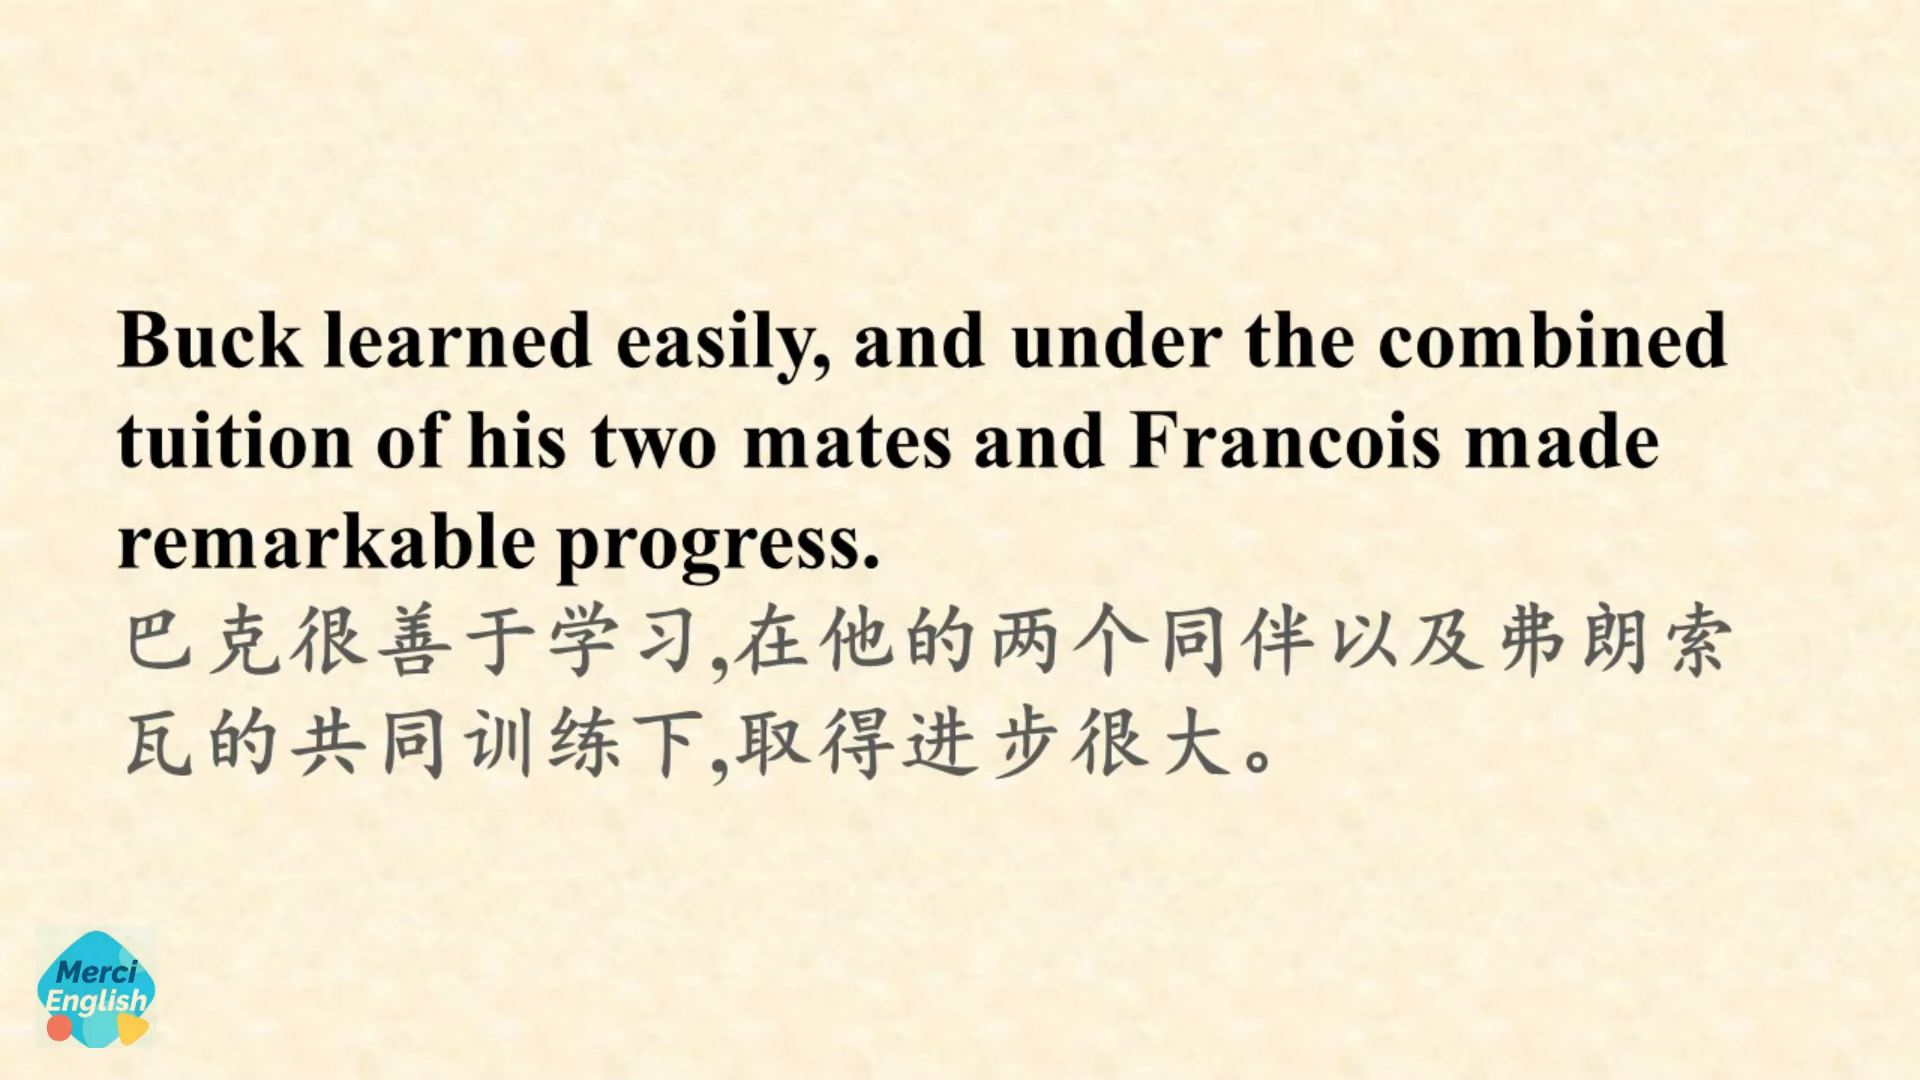 Buck learned easily, and under the combined
tuition of his two mates and Francois made
remarkable progress.
巴克很善于学习,在他的两个同伴以及弗朗索
瓦的共同训练下,取得进步很大。
Merci
English